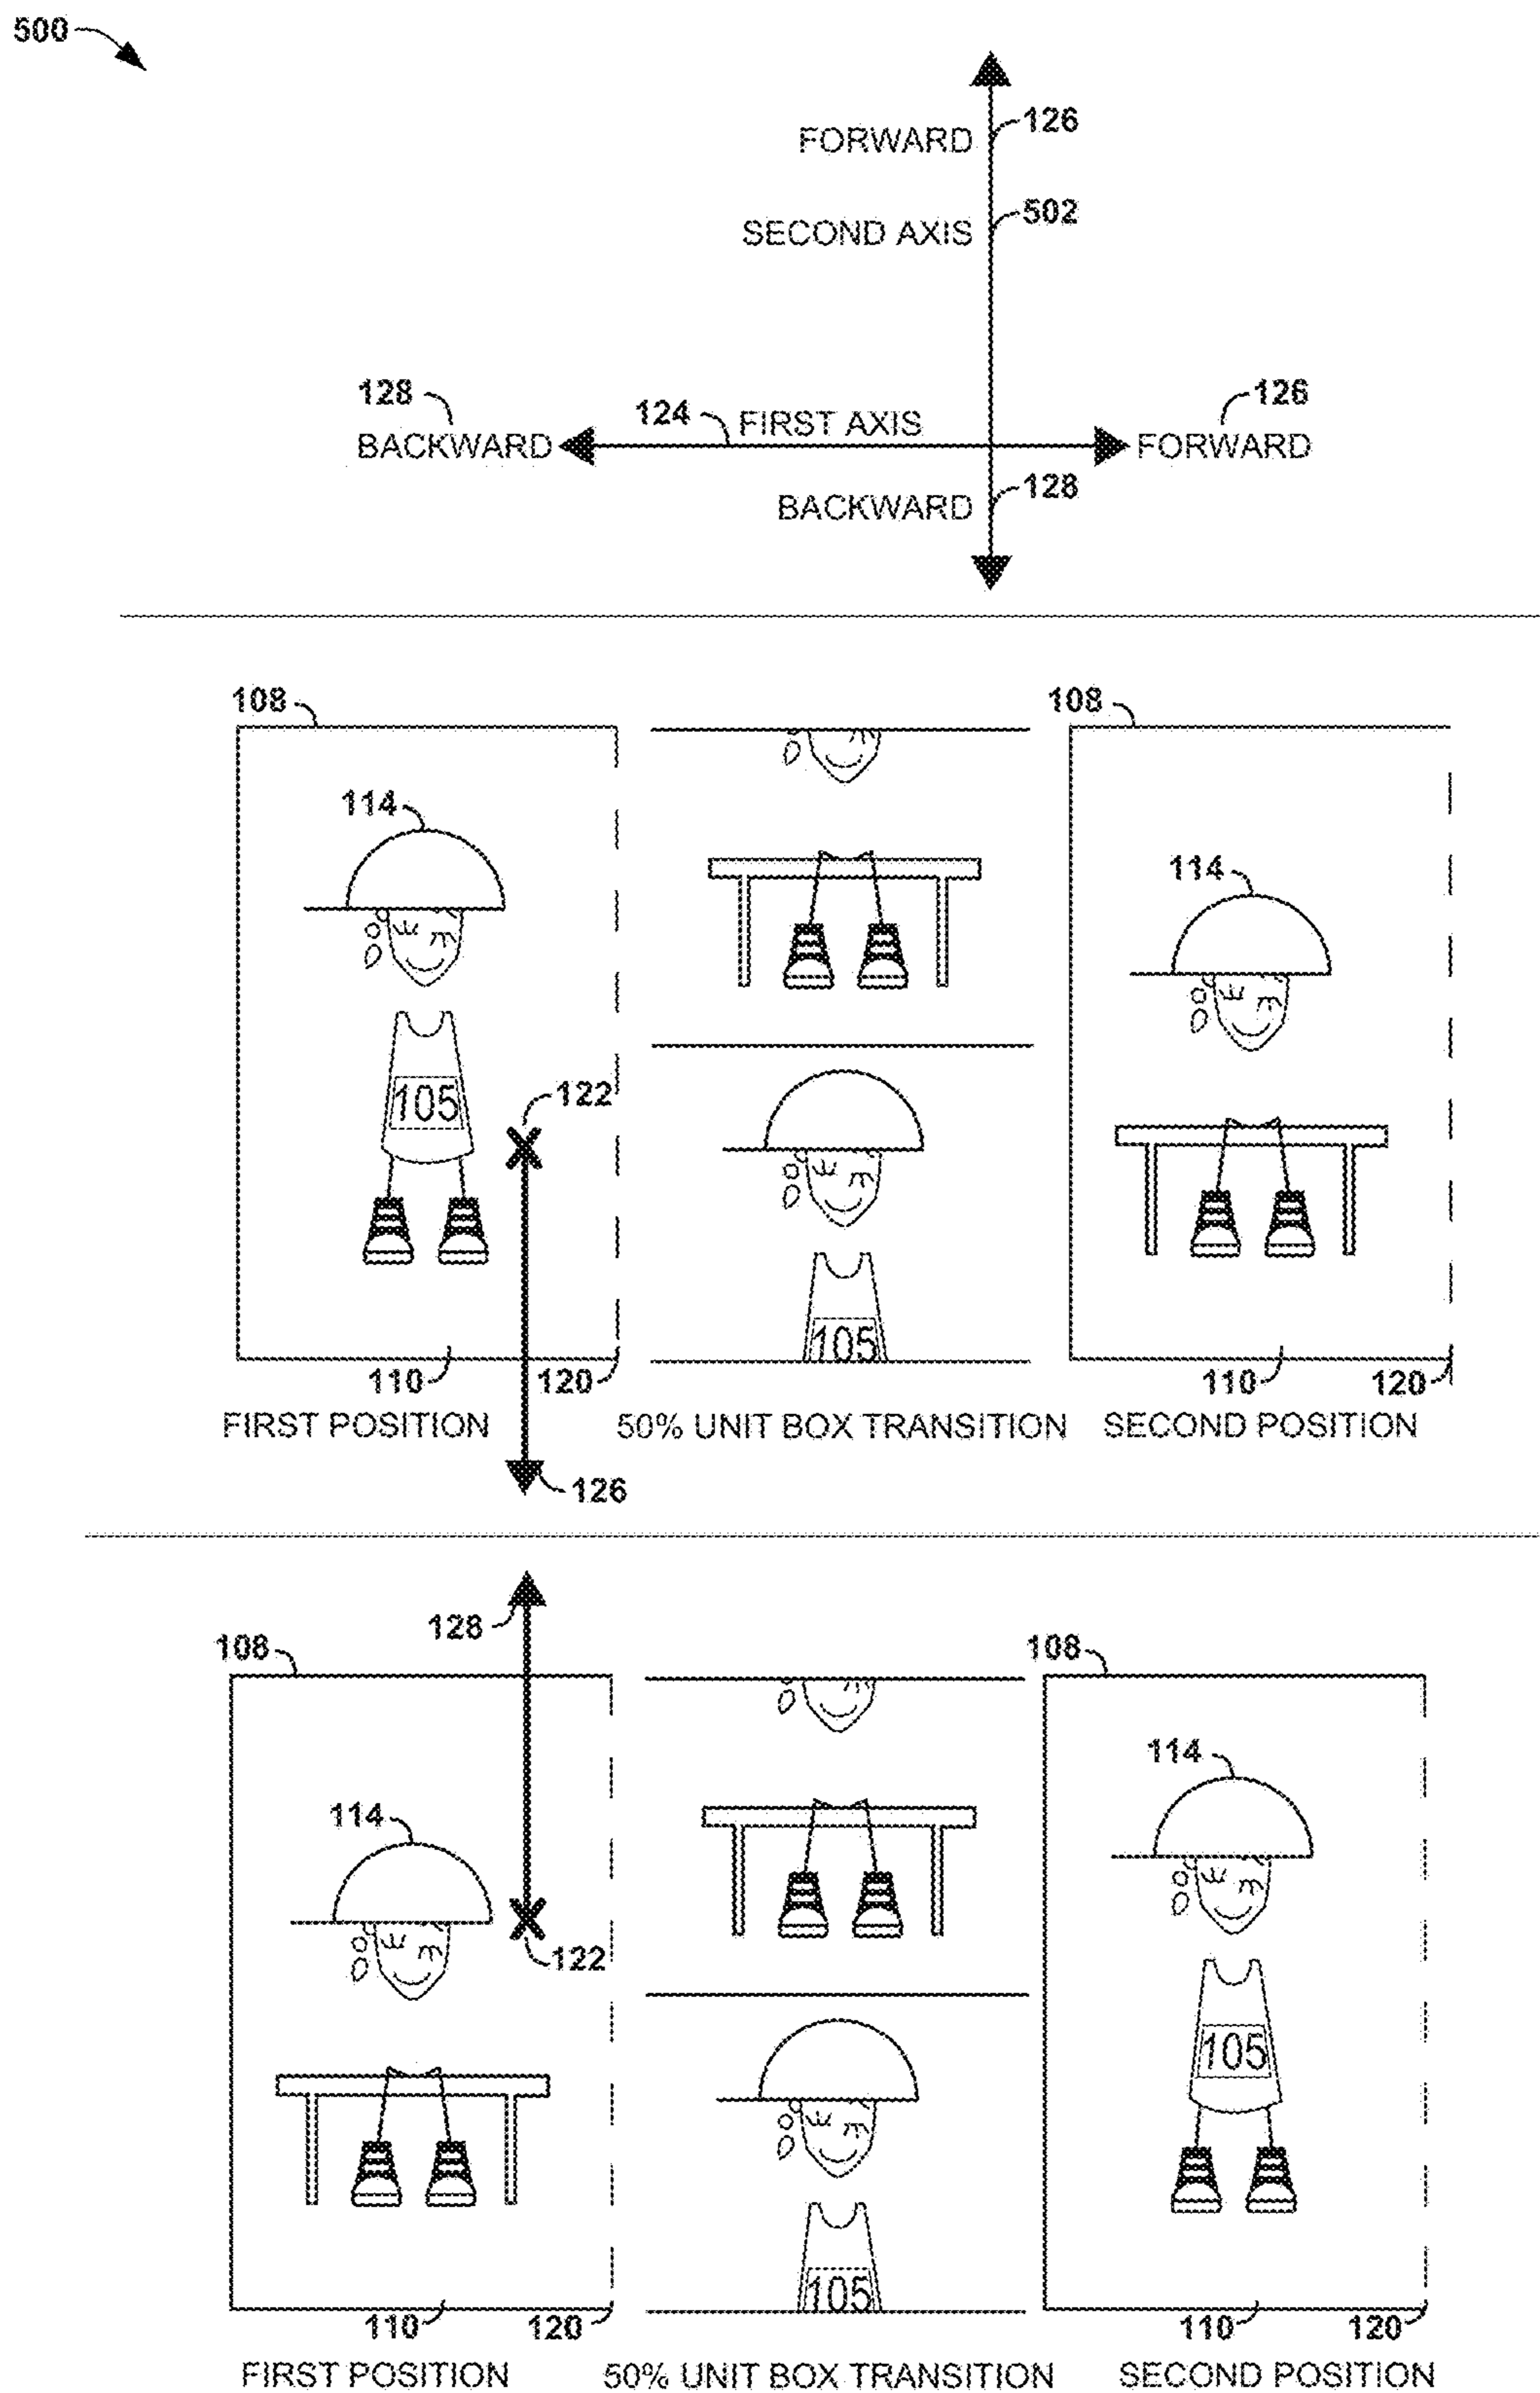 500
126
FORWARD
502
SECOND AXIS
128
126
124
FIRST AXIS
BACKWARD
FORWARD
128
BACKWARD
108
108
114
114
105
122
105
110
120
110
120
FIRST POSITION
50% UNIT BOX TRANSITION
SECOND POSITION
126
128
108
108
114
114
122
105
105
110
120
110
120
FIRST POSITION
50% UNIT BOX TRANSITION
SECOND POSITION